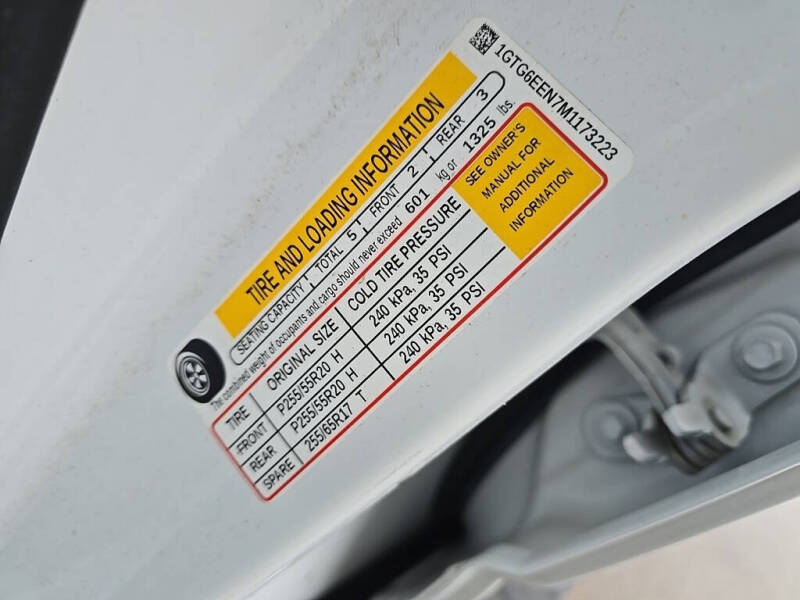 1GTG6EEN7M1173223
TIRE AND LOADING INFORMATION
SEATING CAPACITY TOTAL 5 FRONT 2 REAR 3
The combined weight of occupants and cargo should never exceed 601 kg or 1325 lbs.
TIRE ORIGINAL SIZE COLD TIRE PRESSURE
FRONT P255/55R20 H 240 kPa, 35 PSI
REAR P255/55R20 H 240 kPa, 35 PSI
SPARE 255/65R17 T 240 kPa, 35 PSI
SEE OWNER'S
MANUAL FOR
ADDITIONAL
INFORMATION